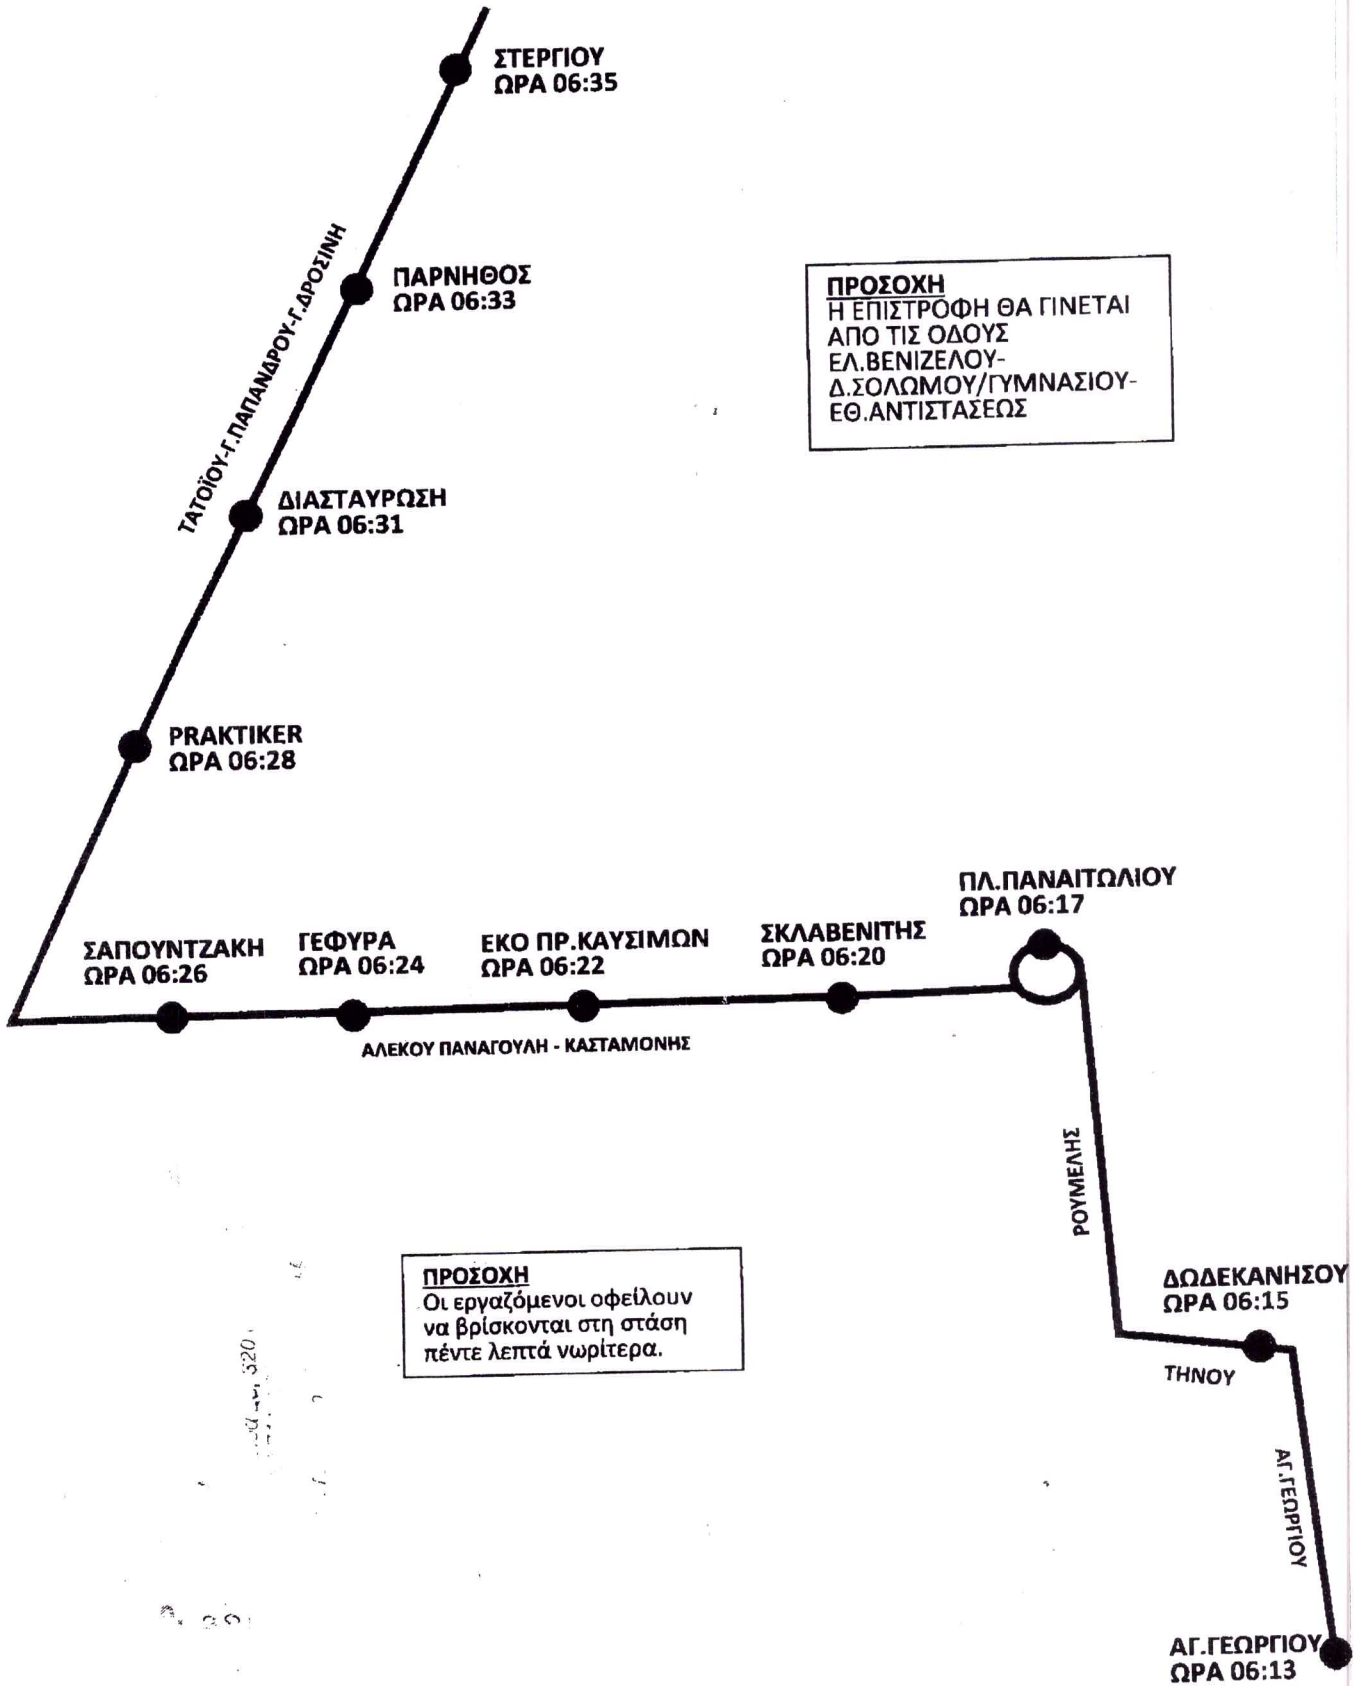 ΣΤΕΡΓΙΟΥ
ΩΡΑ 06:35
ΠΑΡΝΗΘΟΣ
ΩΡΑ 06:33
ΤΑΤΟΪΟΥ-Γ.ΠΑΠΑΝΔΡΟΥ-Γ.ΔΡΟΣΙΝΗ
ΠΡΟΣΟΧΗ
Η ΕΠΙΣΤΡΟΦΗ ΘΑ ΓΙΝΕΤΑΙ
ΑΠΟ ΤΙΣ ΟΔΟΥΣ
ΕΛ.ΒΕΝΙΖΕΛΟΥ-
Δ.ΣΟΛΩΜΟΥ/ΓΥΜΝΑΣΙΟΥ-
ΕΘ.ΑΝΤΙΣΤΑΣΕΩΣ
ΔΙΑΣΤΑΥΡΩΣΗ
ΩΡΑ 06:31
PRAKTIKER
ΩΡΑ 06:28
ΣΑΠΟΥΝΤΖΑΚΗ
ΩΡΑ 06:26
ΓΕΦΥΡΑ
ΩΡΑ 06:24
ΕΚΟ ΠΡ.ΚΑΥΣΙΜΩΝ
ΩΡΑ 06:22
ΣΚΛΑΒΕΝΙΤΗΣ
ΩΡΑ 06:20
ΠΛ.ΠΑΝΑΙΤΩΛΙΟΥ
ΩΡΑ 06:17
ΑΛΕΚΟΥ ΠΑΝΑΓΟΥΛΗ - ΚΑΣΤΑΜΟΝΗΣ
ΡΟΥΜΕΛΗΣ
ΠΡΟΣΟΧΗ
Οι εργαζόμενοι οφείλουν
να βρίσκονται στη στάση
πέντε λεπτά νωρίτερα.
ΔΩΔΕΚΑΝΗΣΟΥ
ΩΡΑ 06:15
ΤΗΝΟΥ
ΑΓ.ΓΕΩΡΓΙΟΥ
ΑΓ.ΓΕΩΡΓΙΟΥ
ΩΡΑ 06:13